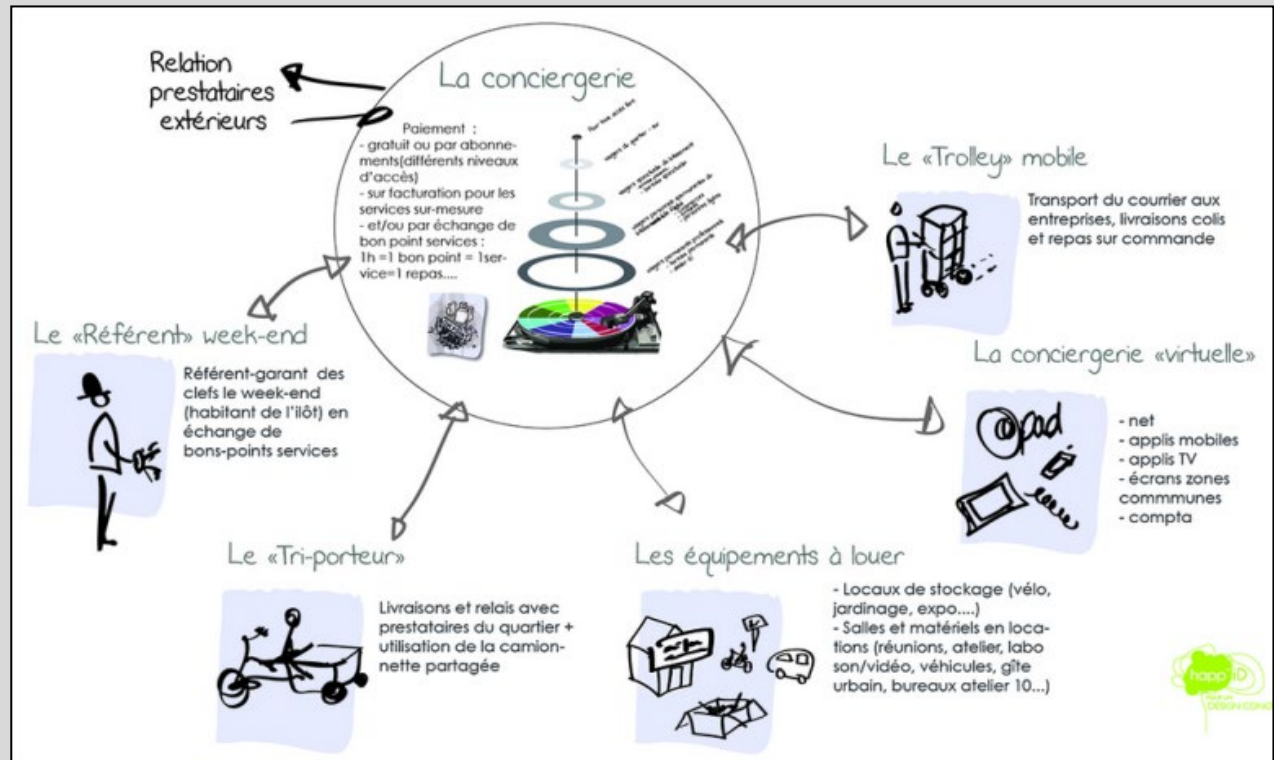 Relation
prestataires
extérieurs
La conciergerie
Paiement :
- gratuit ou par abonne-
ments(différents niveaux
d'accès)
- sur facturation pour les
services sur-mesure
- et/ou par échange de
bon point services :
1h =1 bon point = 1ser-
vice=1 repas....
Le «Trolley» mobile
Transport du courrier aux
entreprises, livraisons colis
et repas sur commande
Le «Référent» week-end
Référent-garant des
clefs le week-end
(habitant de l'ilôt) en
échange de
bons-points services
La conciergerie «virtuelle»
pad
- net
- applis mobiles
- applis TV
- écrans zones
commmunes
- compta
Le «Tri-porteur»
Livraisons et relais avec
prestataires du quartier +
utilisation de la camion-
nette partagée
Les équipements à louer
- Locaux de stockage (vélo,
jardinage, expo....)
- Salles et matériels en loca-
tions (réunions, atelier, labo
son/vidéo, véhicules, gîte
urbain, bureaux atelier 10...)
happ iD
DESIGN CONC